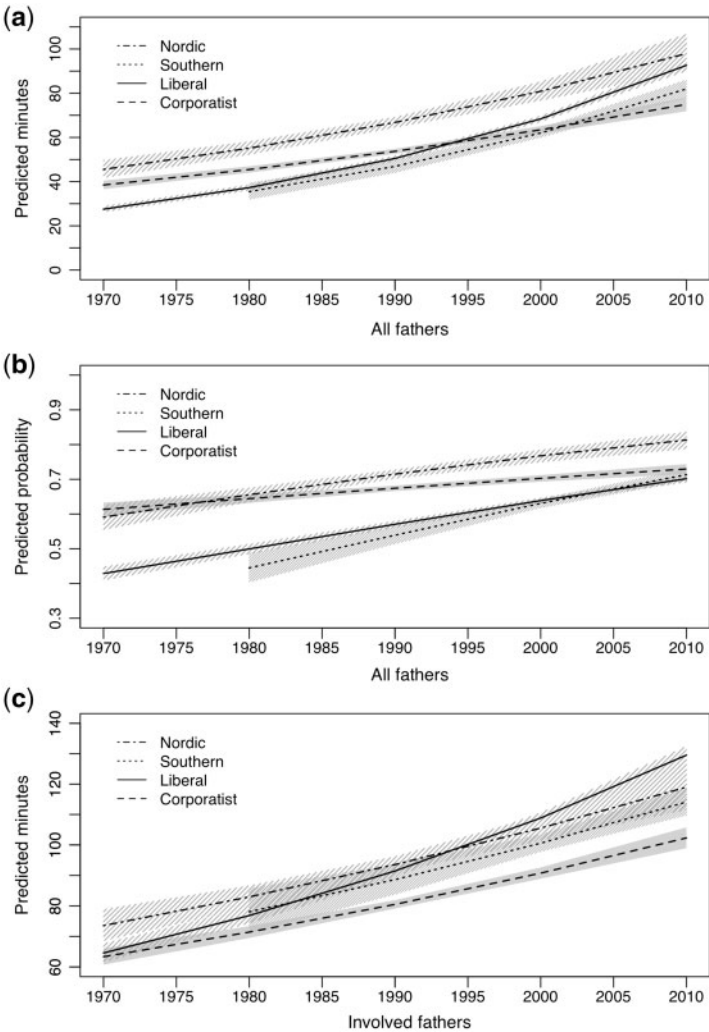 (a)
Predicted minutes
100
80
60
40
20
0
Nordic
Southern
Liberal
Corporatist
1970 1975 1980 1985 1990 1995 2000 2005 2010
All fathers
(b)
Predicted probability
0.9
0.7
0.5
0.3
Nordic
Southern
Liberal
Corporatist
1970 1975 1980 1985 1990 1995 2000 2005 2010
All fathers
(c)
Predicted minutes
140
120
100
80
60
Nordic
Southern
Liberal
Corporatist
1970 1975 1980 1985 1990 1995 2000 2005 2010
Involved fathers